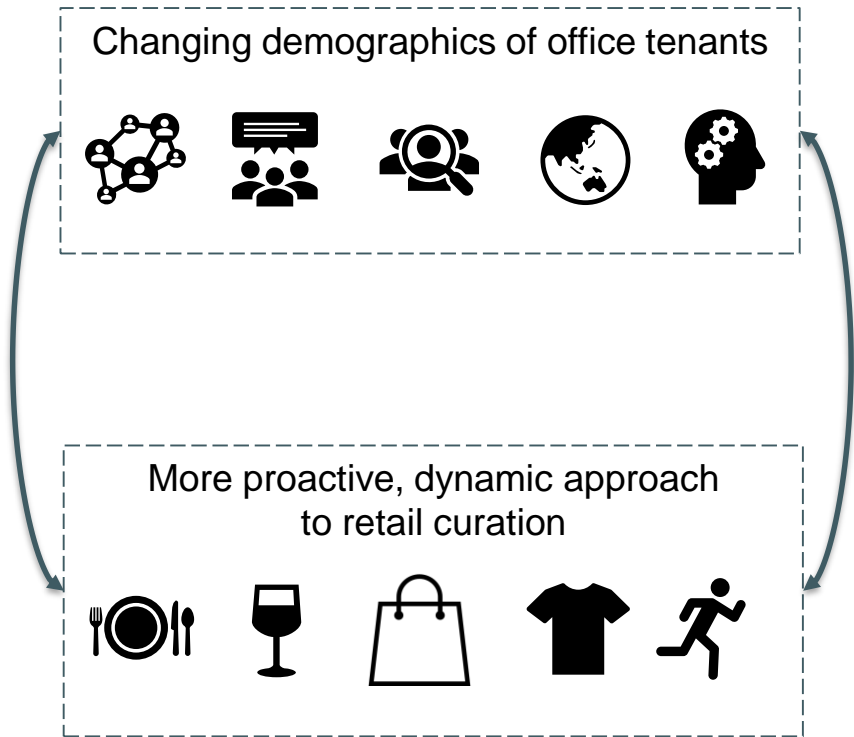 Changing demographics of office tenants
More proactive, dynamic approach
to retail curation